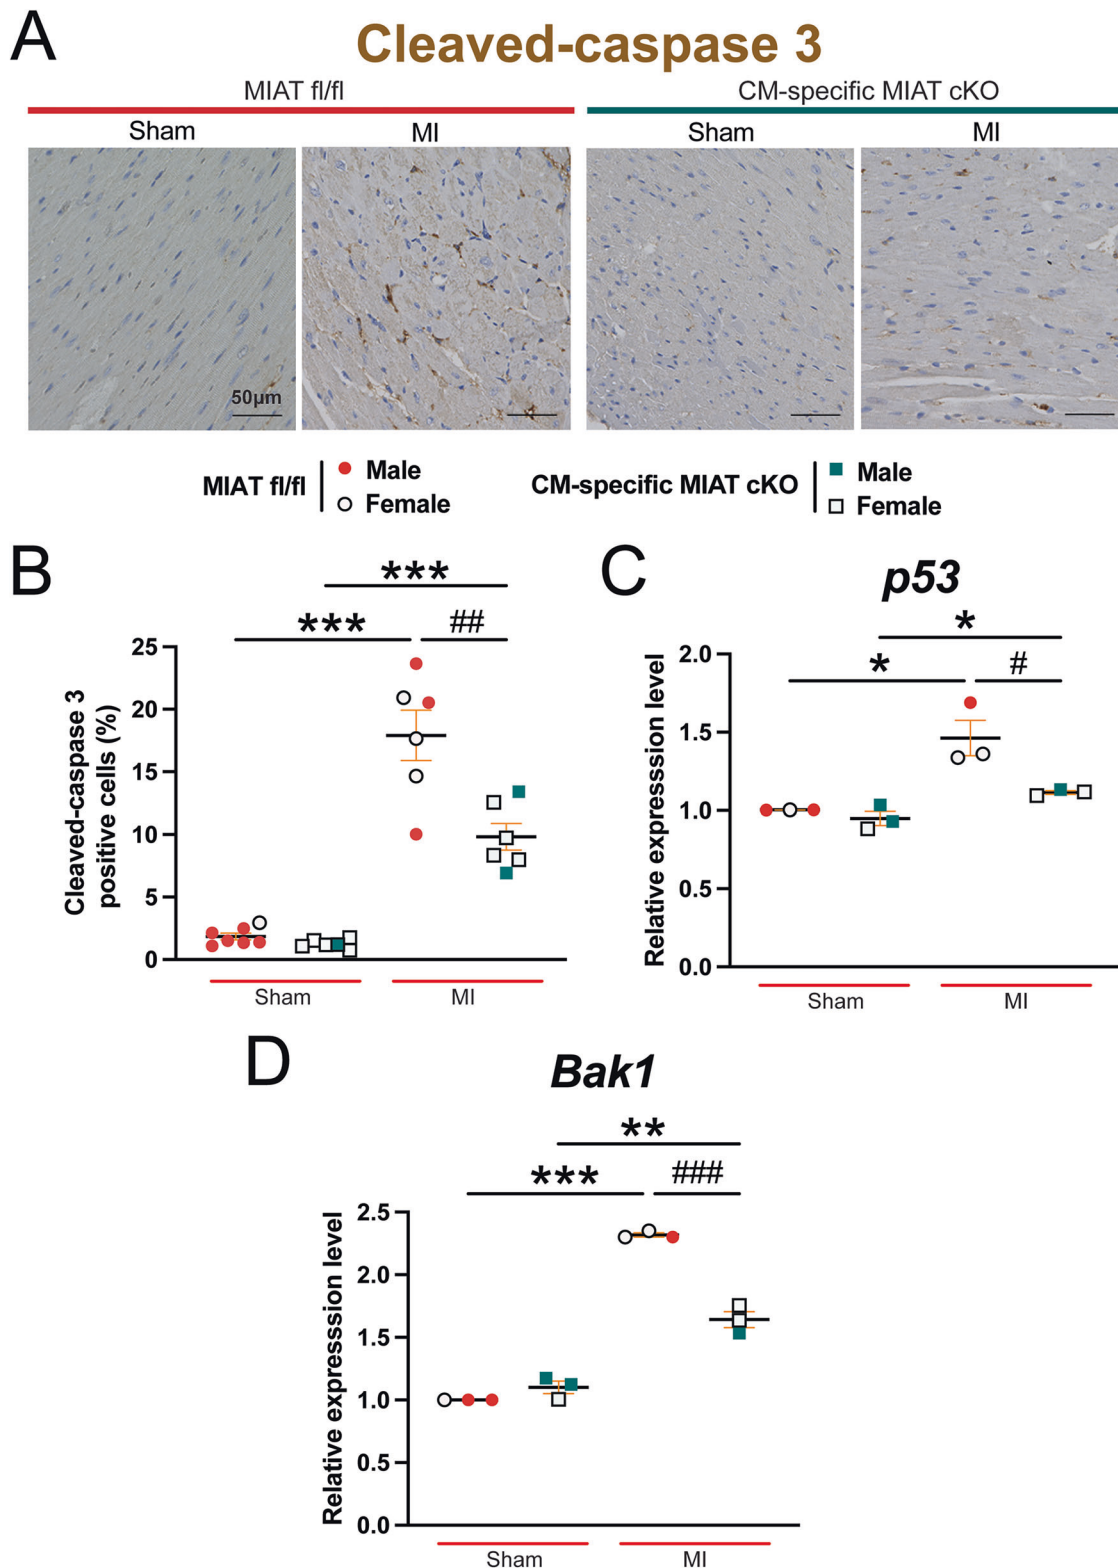 A
Cleaved-caspase 3
MIAT fl/fl
CM-specific MIAT cKO
Sham
MI
Sham
MI
50μm
MIAT fl/fl
Male
Female
CM-specific MIAT cKO
Male
Female
B
***
***
##
Cleaved-caspase 3
positive cells (%)
25
20
15
10
5
0
Sham
MI
C
p53
*
*
#
Relative expresssion level
2.0
1.5
1.0
0.5
0.0
Sham
MI
D
Bak1
**
***
###
Relative expresssion level
2.5
2.0
1.5
1.0
0.5
0.0
Sham
MI